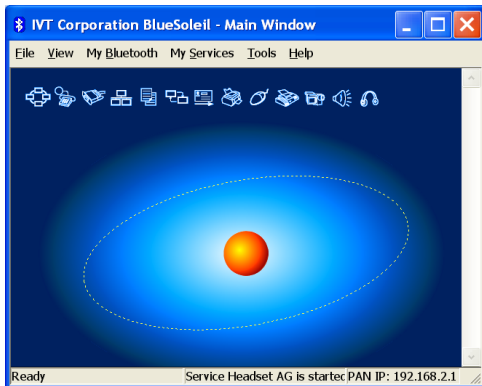 IVT Corporation BlueSoleil - Main Window
File View My Bluetooth My Services Tools Help
Ready Service Headset AG is started PAN IP: 192.168.2.1